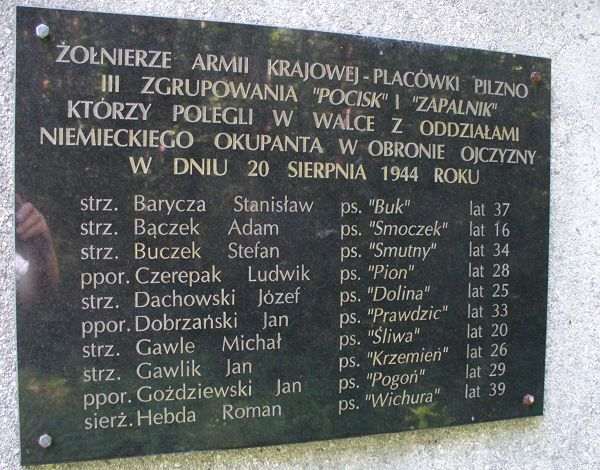 ŻOŁNIERZE ARMII KRAJOWEJ - PLACÓWKI PILZNO
III ZGRUPOWANIA "POCISK" I "ZAPALNIK"
KTÓRZY POLEGLI W WALCE Z ODDZIAŁAMI
NIEMIECKIEGO OKUPANTA W OBRONIE OJCZYZNY
W DNIU 20 SIERPNIA 1944 ROKU
strz. Barycza Stanisław ps. "Buk" lat 37
strz. Bączek Adam ps. "Smoczek" lat 16
strz. Buczek Stefan ps. "Smutny" lat 34
ppor. Czerepak Ludwik ps. "Pion" lat 28
strz. Dachowski Józef ps. "Dolina" lat 25
ppor. Dobrzański Jan ps. "Prawdzic" lat 33
strz. Gawle Michał ps. "Śliwa" lat 20
strz. Gawlik Jan ps. "Krzemień" lat 26
ppor. Goździewski Jan ps. "Pogoń" lat 29
sierż. Hebda Roman ps. "Wichura" lat 39